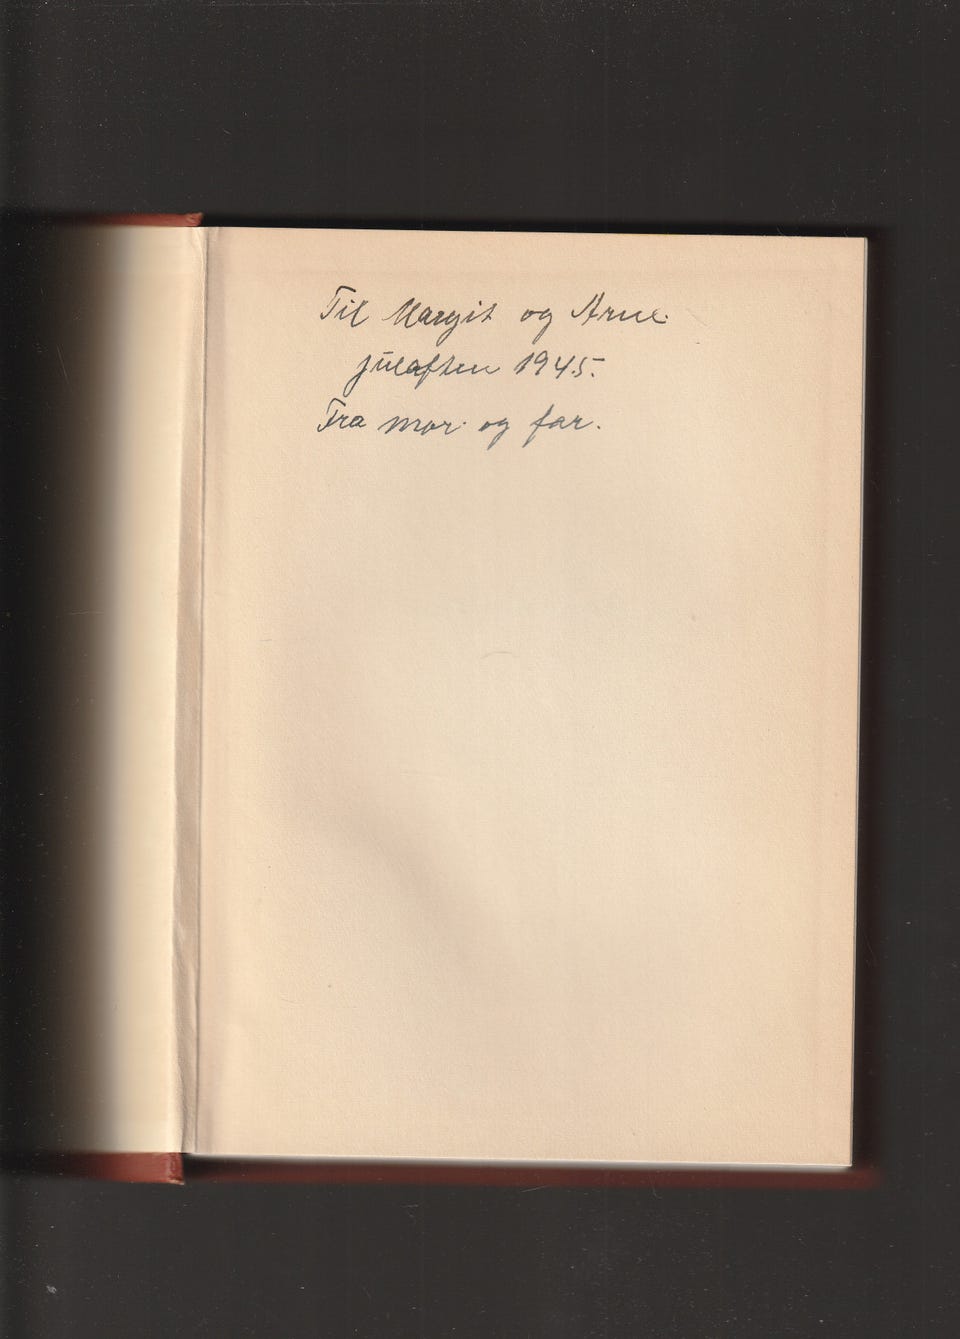 Til Margit og Arne.
julaften 1945.
Fra mor og far.